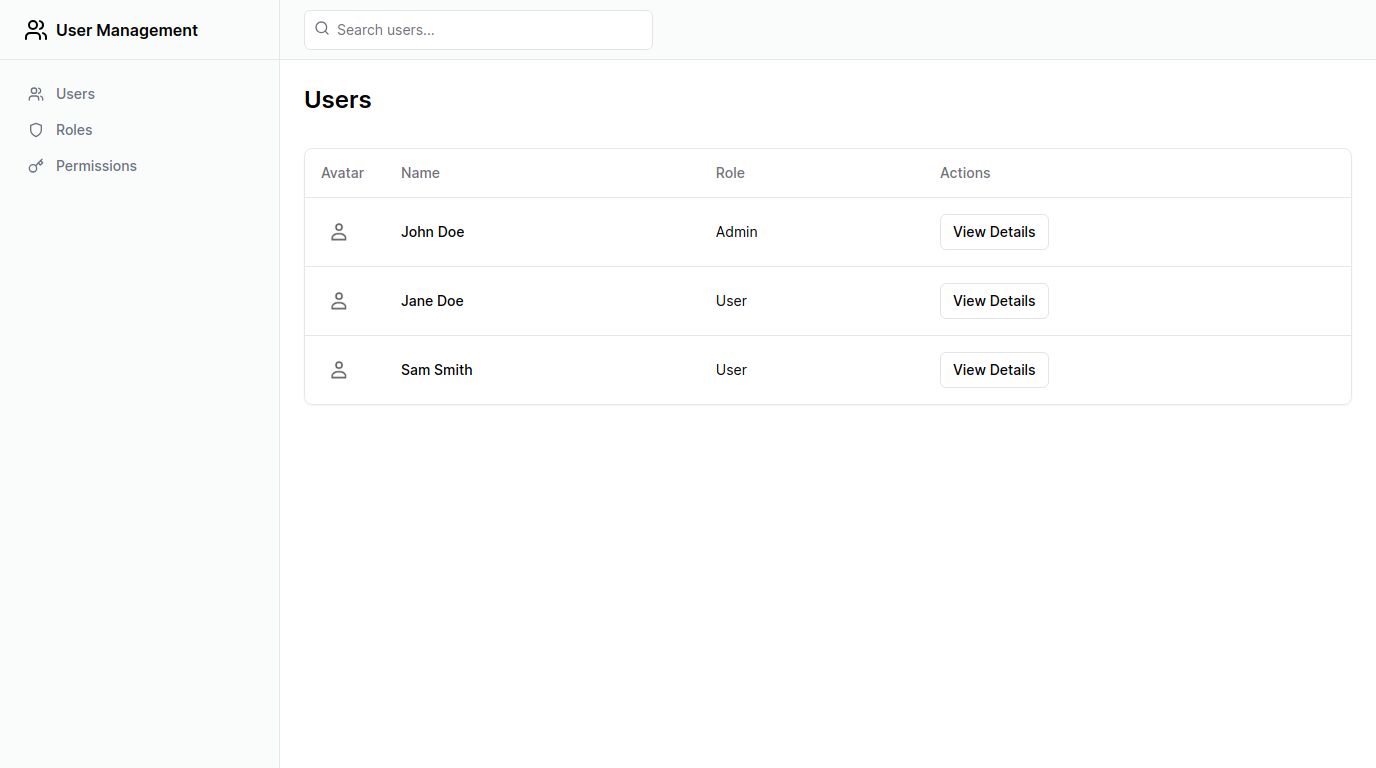 User Management
Search users...
Users
Roles
Permissions
Users
Avatar Name Role Actions
John Doe Admin View Details
Jane Doe User View Details
Sam Smith User View Details